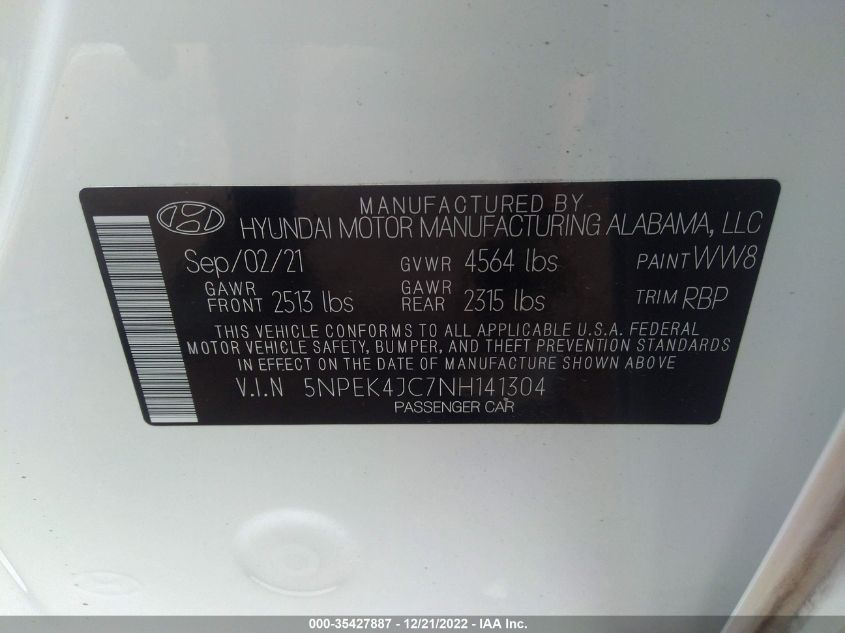 MANUFACTURED BY
HYUNDAI MOTOR MANUFACTURING ALABAMA, LLC
Sep/02/21 GVWR 4564 lbs PAINT WW8
GAWR FRONT 2513 lbs GAWR REAR 2315 lbs TRIM RBP
THIS VEHICLE CONFORMS TO ALL APPLICABLE U.S.A. FEDERAL
MOTOR VEHICLE SAFETY, BUMPER, AND THEFT PREVENTION STANDARDS
IN EFFECT ON THE DATE OF MANUFACTURE SHOWN ABOVE
V.I.N 5NPEK4JC7NH141304
PASSENGER CAR
000-35427887 - 12/21/2022 - IAA Inc.